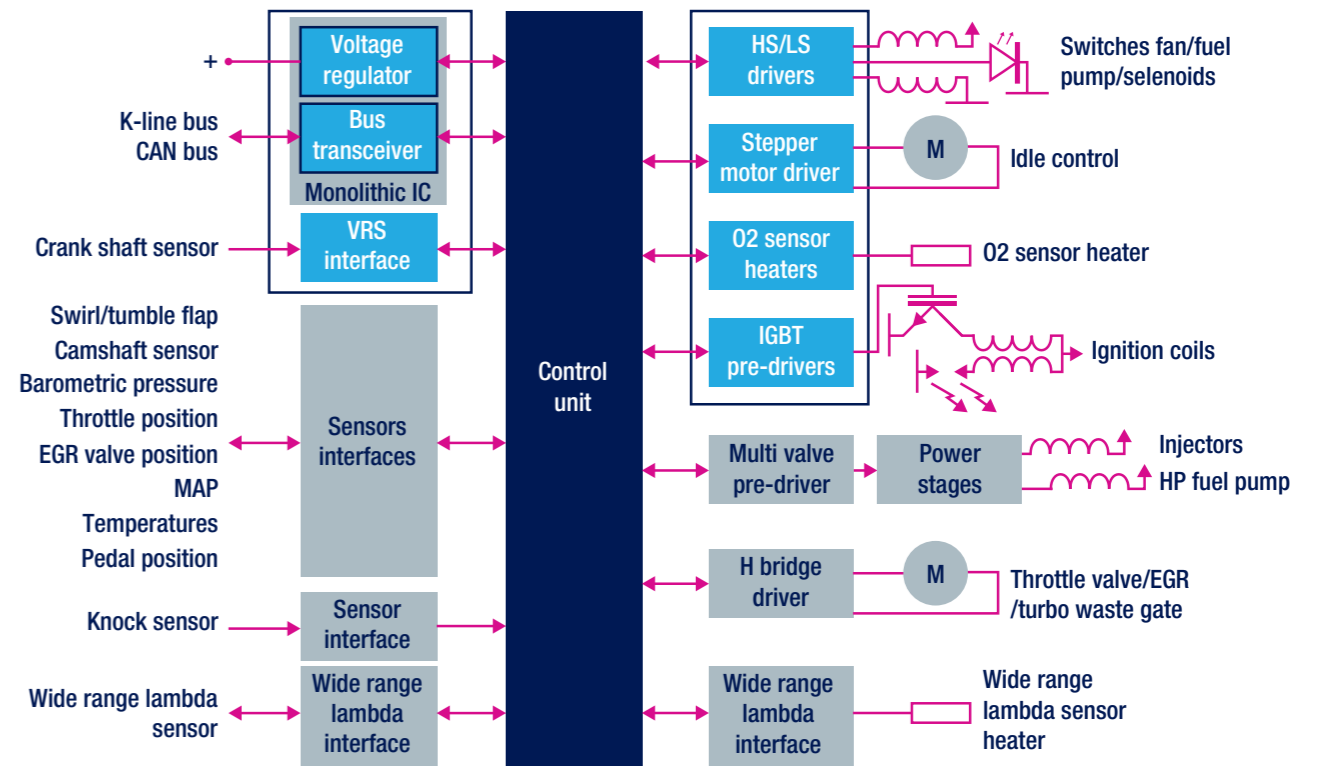 +
Voltage
regulator
K-line bus
CAN bus
Bus
transceiver
Monolithic IC
Crank shaft sensor
VRS
interface
Swirl/tumble flap
Camshaft sensor
Barometric pressure
Throttle position
EGR valve position
MAP
Temperatures
Pedal position
Sensors
interfaces
Knock sensor
Sensor
interface
Wide range lambda
sensor
Wide range
lambda
interface
Control
unit
HS/LS
drivers
Switches fan/fuel
pump/selenoids
Stepper
motor driver
M
Idle control
O2 sensor
heaters
O2 sensor heater
IGBT
pre-drivers
Ignition coils
Multi valve
pre-driver
Power
stages
Injectors
HP fuel pump
H bridge
driver
M
Throttle valve/EGR
/turbo waste gate
Wide range
lambda
interface
Wide range
lambda sensor
heater